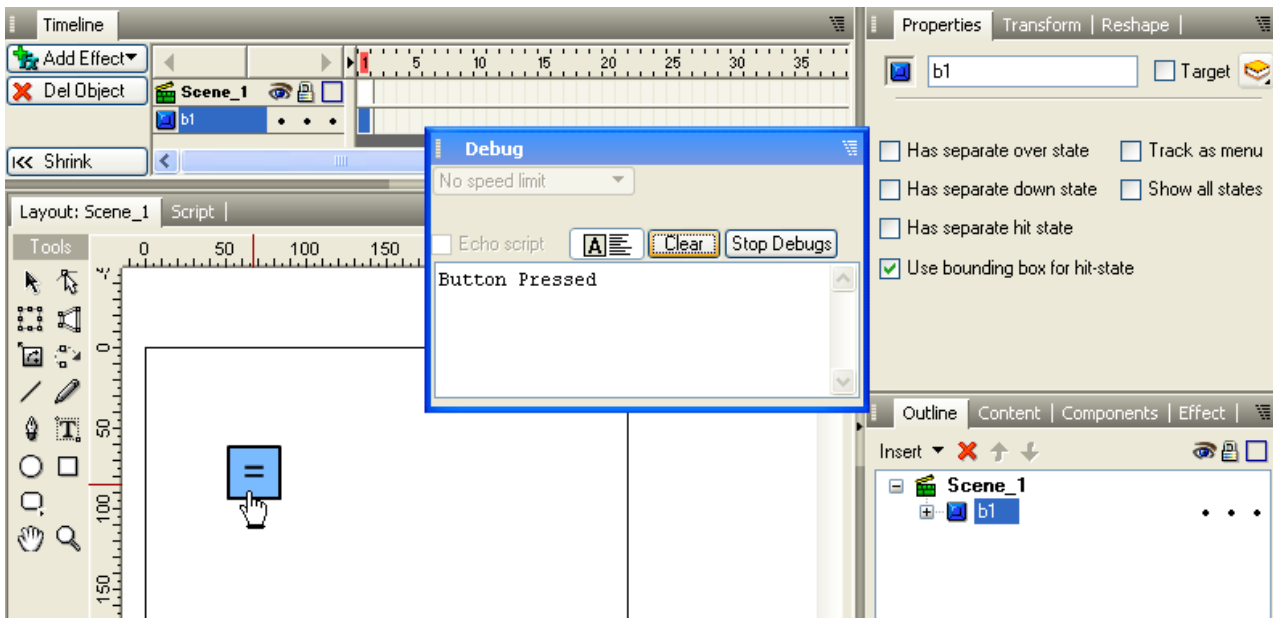 Timeline
Add Effect
1 5 10 15 20 25 30 35
Del Object
Scene_1
b1
Shrink
Layout: Scene_1 Script
Tools
0 50 100 150
0
50
100
150
=
Debug
No speed limit
Echo script A Clear Stop Debugs
Button Pressed
Properties Transform Reshape
b1 Target
Has separate over state Track as menu
Has separate down state Show all states
Has separate hit state
Use bounding box for hit-state
Outline Content Components Effect
Insert
Scene_1
b1